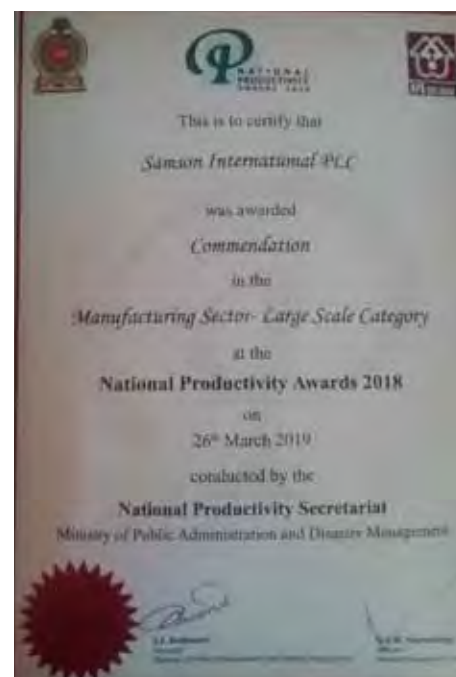 NATIONAL
PRODUCTIVITY
This is to certify that
Samson International PLC
was awarded
Commendation
in the
Manufacturing Sector- Large Scale Category
at the
National Productivity Awards 2018
on
26th March 2019
conducted by the
National Productivity Secretariat
Ministry of Public Administration and Disaster Management